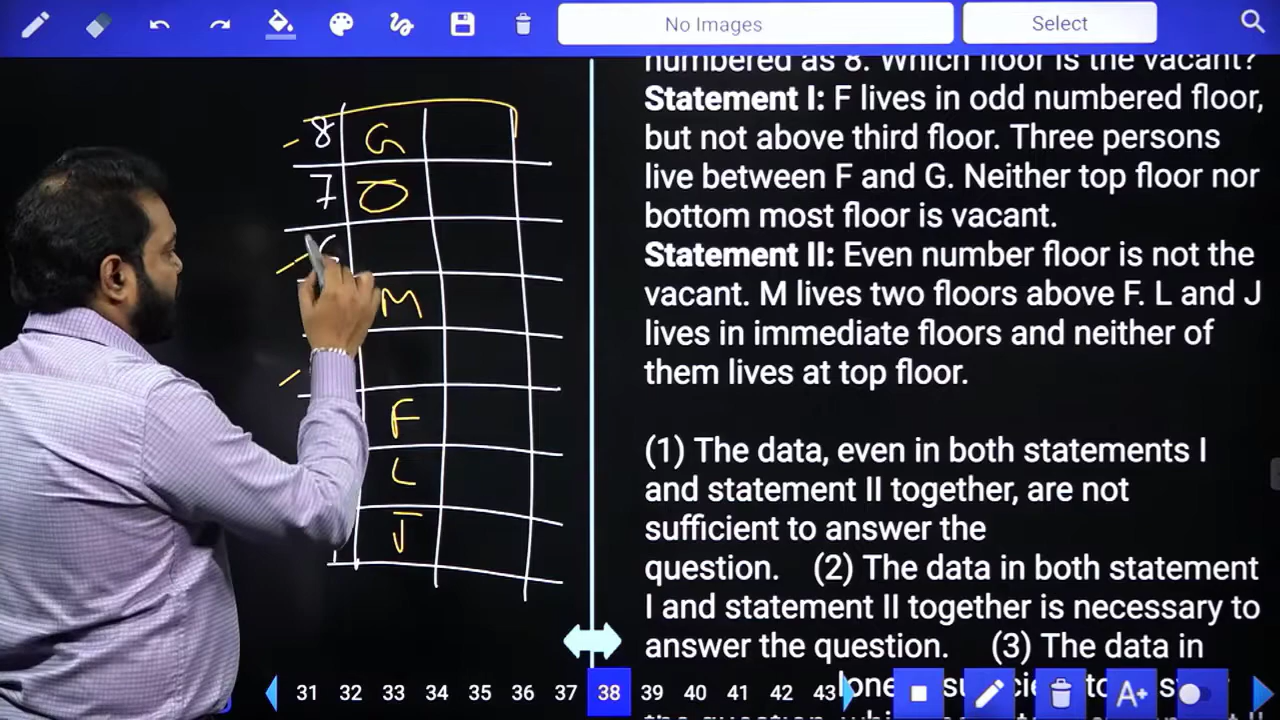 No Images
Select
numbered as 8. Which floor is the vacant?
Statement I: F lives in odd numbered floor,
but not above third floor. Three persons
live between F and G. Neither top floor nor
bottom most floor is vacant.
Statement II: Even number floor is not the
vacant. M lives two floors above F. L and J
lives in immediate floors and neither of
them lives at top floor.
(1) The data, even in both statements I
and statement II together, are not
sufficient to answer the
question. (2) The data in both statement
I and statement II together is necessary to
answer the question. (3) The data in
8 G
7 O
M
F
L
J
31 32 33 34 35 36 37 38 39 40 41 42 43
A+